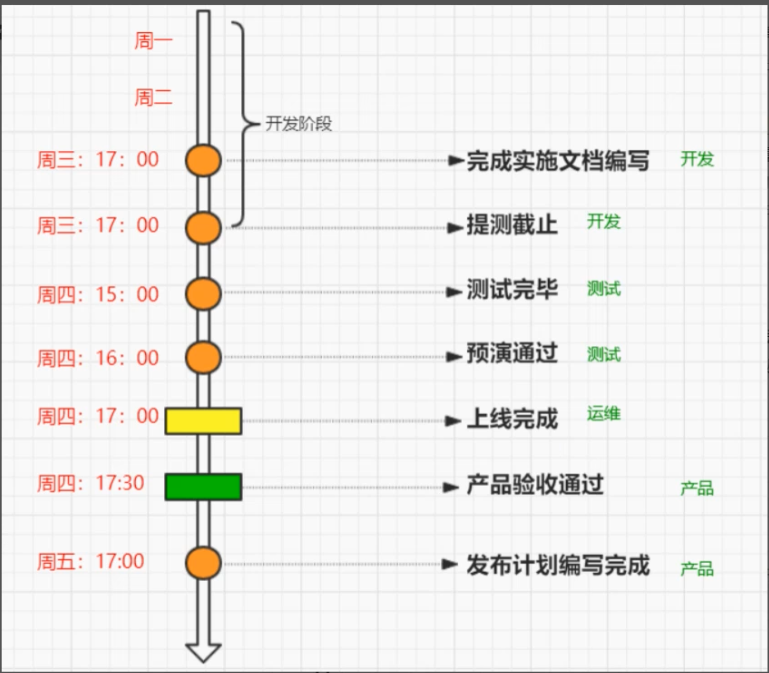 周一
周二
开发阶段
周三：17：00 完成实施文档编写 开发
周三：17：00 提测截止 开发
周四：15：00 测试完毕 测试
周四：16：00 预演通过 测试
周四：17：00 上线完成 运维
周四：17:30 产品验收通过 产品
周五：17:00 发布计划编写完成 产品